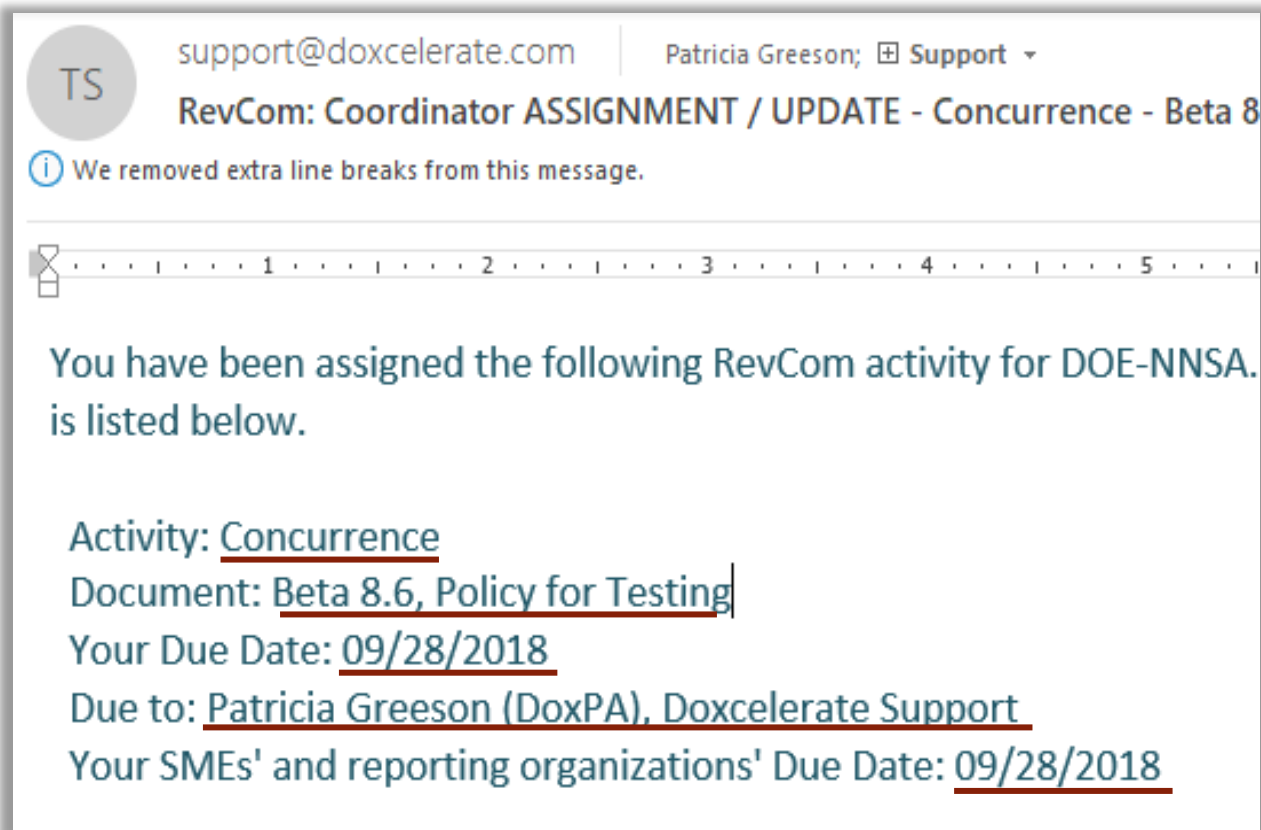 TS
support@doxcelerate.com Patricia Greeson; Support
RevCom: Coordinator ASSIGNMENT / UPDATE - Concurrence - Beta 8
We removed extra line breaks from this message.
1 2 3 4 5
You have been assigned the following RevCom activity for DOE-NNSA.
is listed below.
Activity: Concurrence
Document: Beta 8.6, Policy for Testing
Your Due Date: 09/28/2018
Due to: Patricia Greeson (DoxPA), Doxcelerate Support
Your SMEs' and reporting organizations' Due Date: 09/28/2018